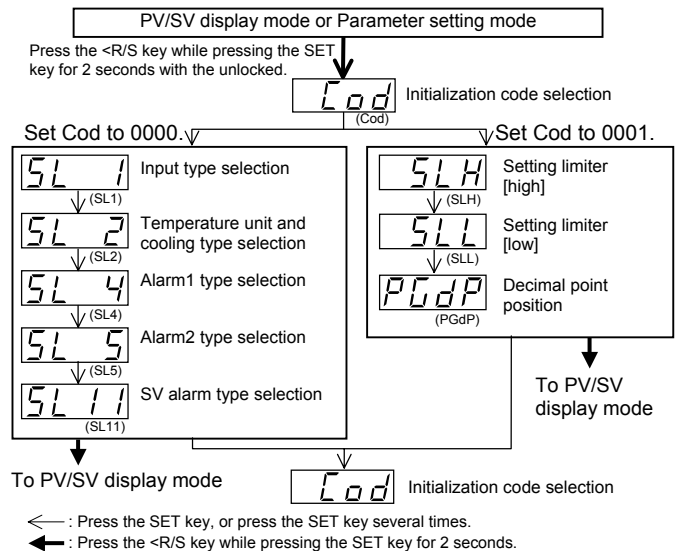 PV/SV display mode or Parameter setting mode
Press the <R/S key while pressing the SET
key for 2 seconds with the unlocked.
Cod
Initialization code selection
(Cod)
Set Cod to 0000.
Set Cod to 0001.
SL 1
Input type selection
(SL1)
SL 2
Temperature unit and
cooling type selection
(SL2)
SL 4
Alarm1 type selection
(SL4)
SL 5
Alarm2 type selection
(SL5)
SL 11
SV alarm type selection
(SL11)
SLH
Setting limiter
[high]
(SLH)
SLL
Setting limiter
[low]
(SLL)
PGdP
Decimal point
position
(PGdP)
To PV/SV display mode
To PV/SV
display mode
Cod
Initialization code selection
: Press the SET key, or press the SET key several times.
: Press the <R/S key while pressing the SET key for 2 seconds.